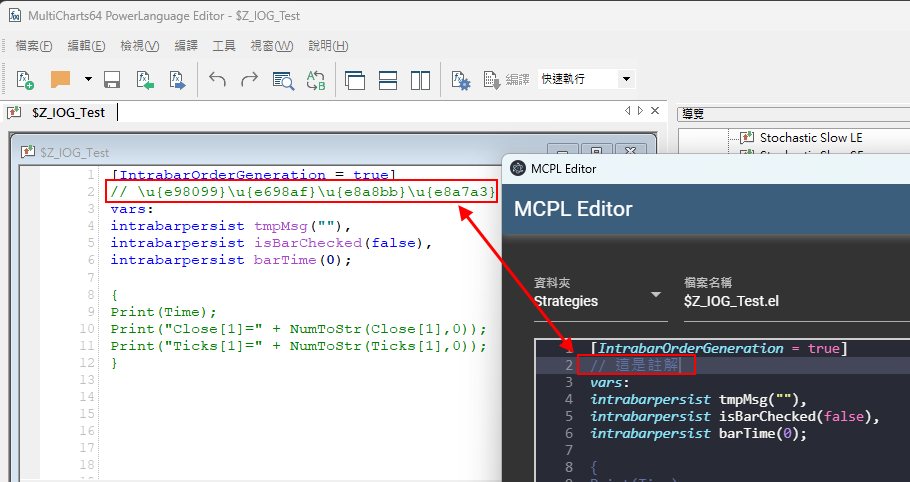 MultiCharts64 PowerLanguage Editor - $Z_IOG_Test
檔案(F) 編輯(E) 檢視(V) 編譯 工具 視窗(W) 說明(H)
編譯 快速執行
$Z_IOG_Test
導覽
Stochastic Slow LE
$Z_IOG_Test
1 [IntrabarOrderGeneration = true]
2 // \u{e98099}\u{e698af}\u{e8a8bb}\u{e8a7a3}
3 vars:
4 intrabarpersist tmpMsg(""),
5 intrabarpersist isBarChecked(false),
6 intrabarpersist barTime(0);
7
8 {
9 Print(Time);
10 Print("Close[1]=" + NumToStr(Close[1],0));
11 Print("Ticks[1]=" + NumToStr(Ticks[1],0));
12 }
13
14
15
16
17
18
MCPL Editor
MCPL Editor
資料夾 檔案名稱
Strategies $Z_IOG_Test.el
1 [IntrabarOrderGeneration = true]
2 // 這是註解
3 vars:
4 intrabarpersist tmpMsg(""),
5 intrabarpersist isBarChecked(false),
6 intrabarpersist barTime(0);
7
8 {